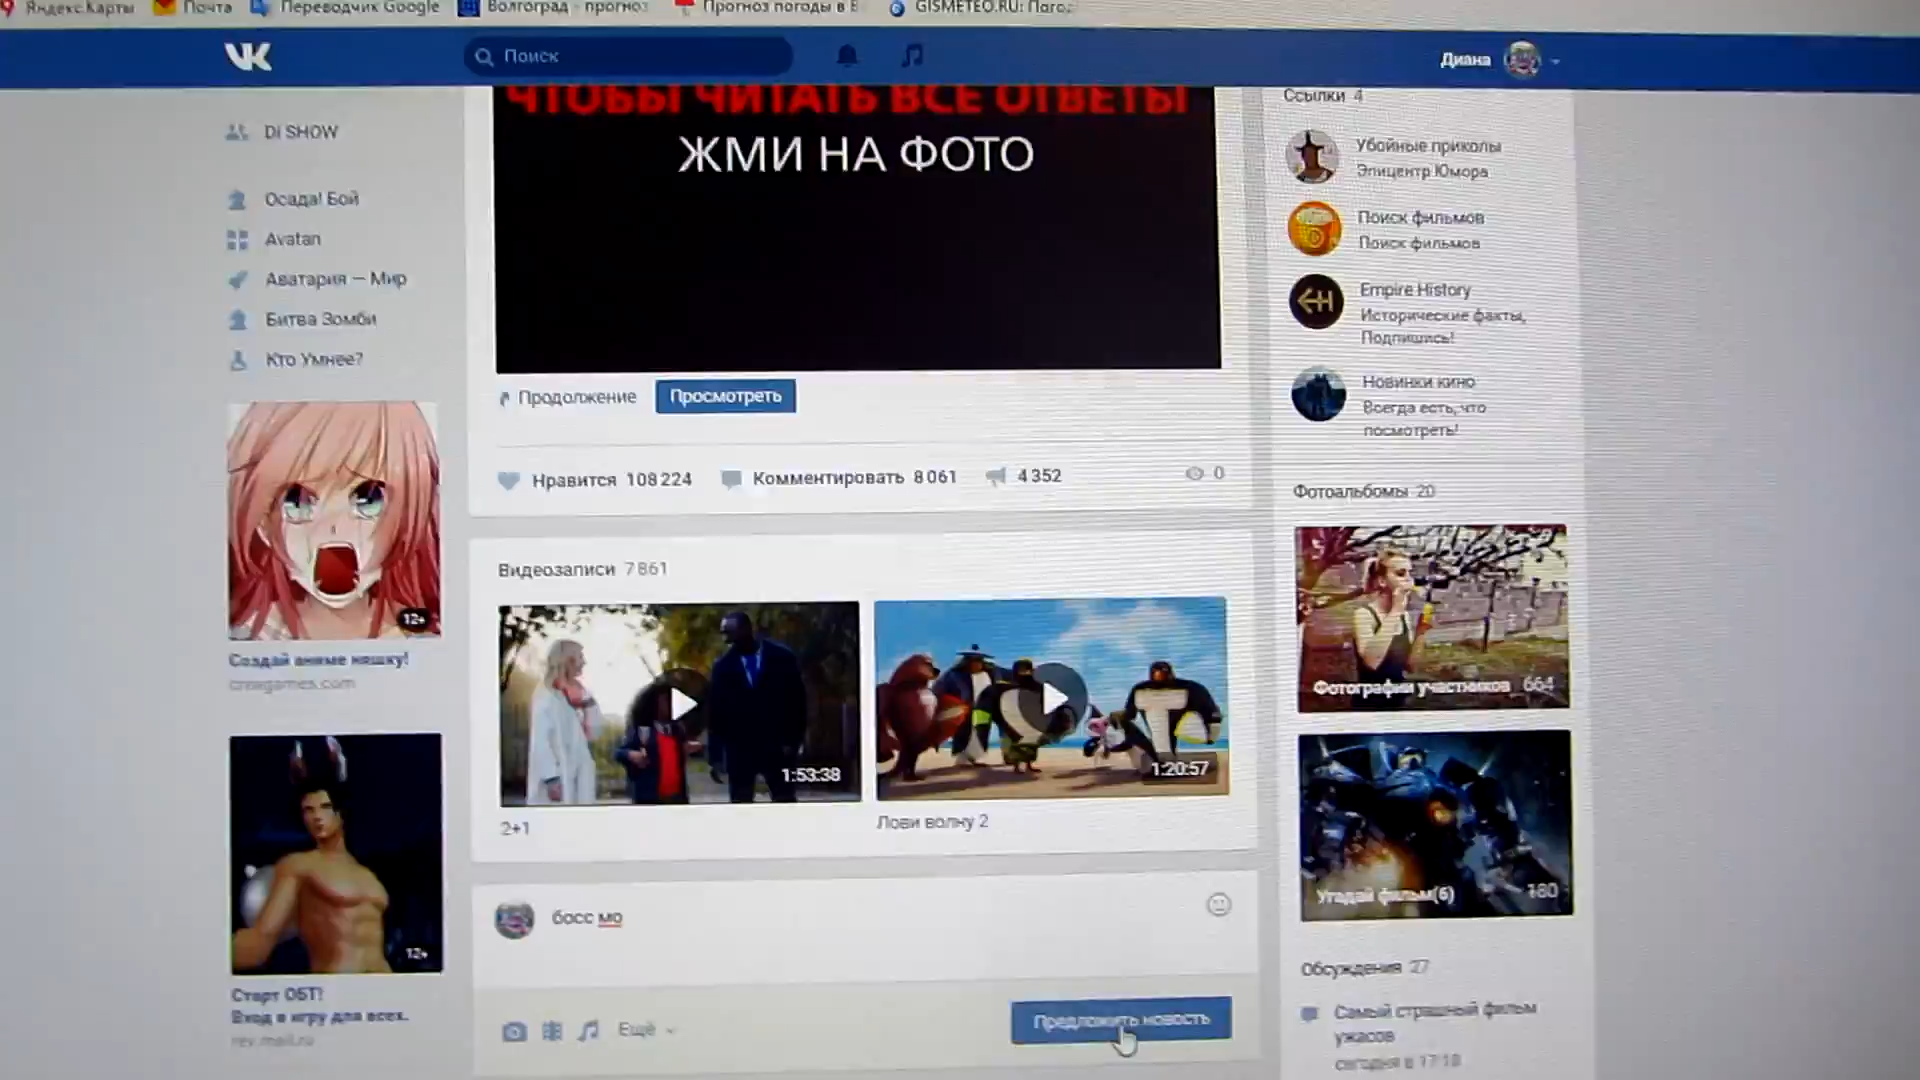 Яндекс.Карты
Почта
Переводчик Google
Волгоград - прогноз
Прогноз погоды в В
GISMETEO.RU: Пого
Поиск
Диана
DI SHOW
Осада! Бой
Avatan
Аватария — Мир
Битва Зомби
Кто Умнее?
12+
Создай аниме няшку!
creagames.com
12+
Старт ОБТ!
Вход в игру для всех.
rev.mail.ru
ЧТОБЫ ЧИТАТЬ ВСЕ ОТВЕТЫ
ЖМИ НА ФОТО
Продолжение
Просмотреть
Нравится 108 224
Комментировать 8 061
4 352
0
Видеозаписи 7 861
1:53:38
1:20:57
2+1
Лови волну 2
босс мо
Ещё
Предложить новость
Ссылки 4
Убойные приколы
Эпицентр Юмора
Поиск фильмов
Поиск фильмов
Empire History
Исторические факты,
Подпишись!
Новинки кино
Всегда есть, что
посмотреть!
Фотоальбомы 20
Фотографии участников 664
Угадай фильм(6) 180
Обсуждения 27
Самый страшный фильм
ужасов
сегодня в 17:18